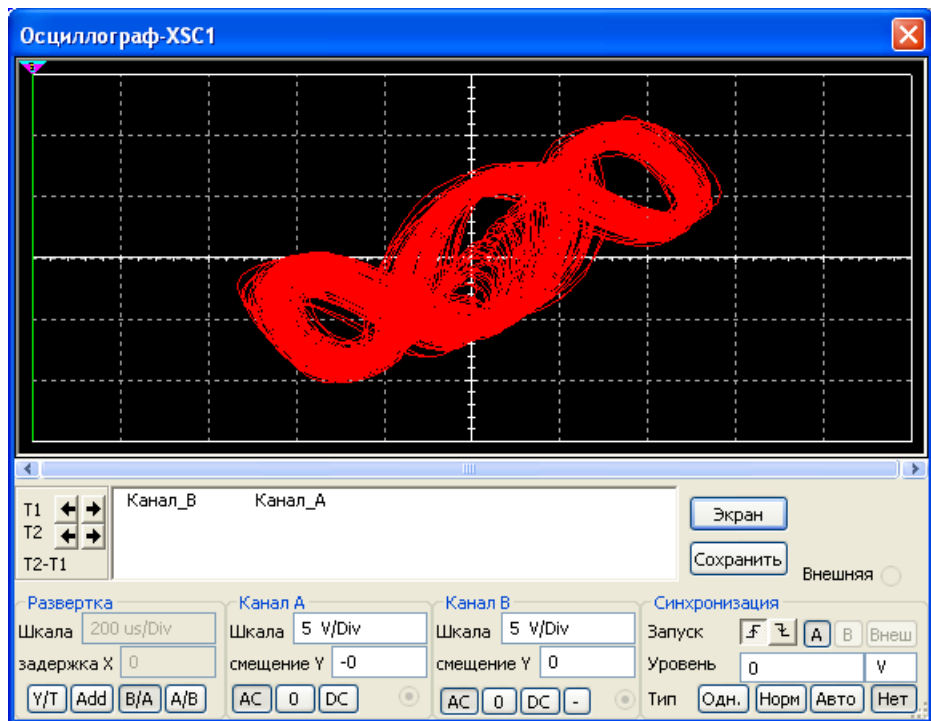 Осциллограф-XSC1
T1 Канал_B Канал_A
T2
T2-T1
Экран
Сохранить
Внешняя
Развертка Канал A Канал B Синхронизация
Шкала 200 us/Div Шкала 5 V/Div Шкала 5 V/Div Запуск A B Внеш
задержка X 0 смещение Y -0 смещение Y 0 Уровень 0 V
Y/T Add B/A A/B AC 0 DC AC 0 DC - Тип Одн. Норм Авто Нет